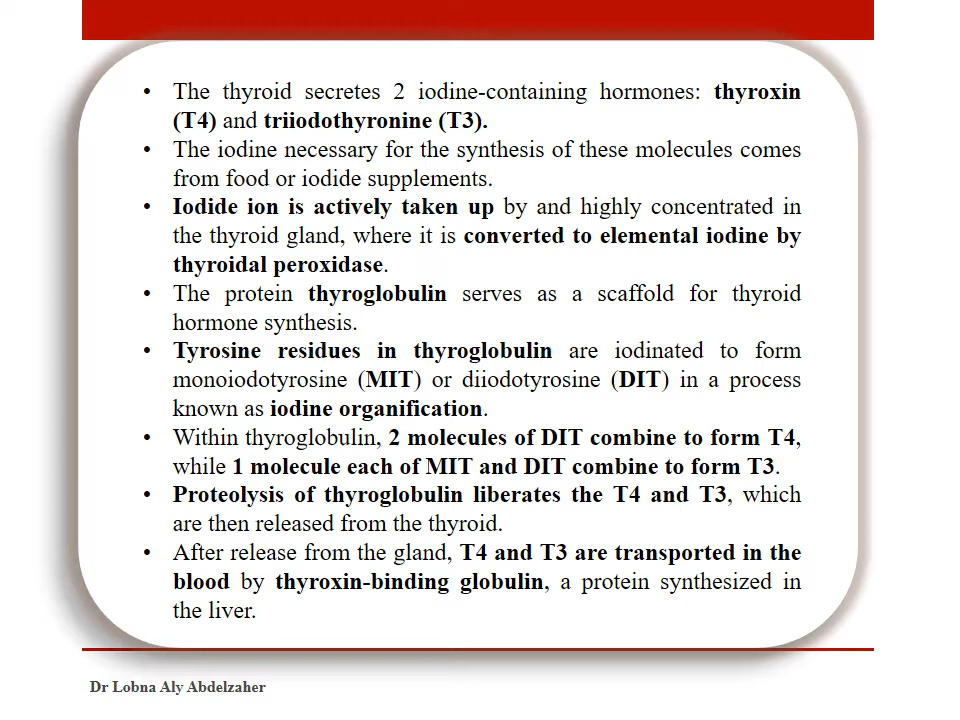 • The thyroid secretes 2 iodine-containing hormones: thyroxin
(T4) and triiodothyronine (T3).
• The iodine necessary for the synthesis of these molecules comes
from food or iodide supplements.
• Iodide ion is actively taken up by and highly concentrated in
the thyroid gland, where it is converted to elemental iodine by
thyroidal peroxidase.
• The protein thyroglobulin serves as a scaffold for thyroid
hormone synthesis.
• Tyrosine residues in thyroglobulin are iodinated to form
monoiodotyrosine (MIT) or diiodotyrosine (DIT) in a process
known as iodine organification.
• Within thyroglobulin, 2 molecules of DIT combine to form T4,
while 1 molecule each of MIT and DIT combine to form T3.
• Proteolysis of thyroglobulin liberates the T4 and T3, which
are then released from the thyroid.
• After release from the gland, T4 and T3 are transported in the
blood by thyroxin-binding globulin, a protein synthesized in
the liver.
Dr Lobna Aly Abdelzaher